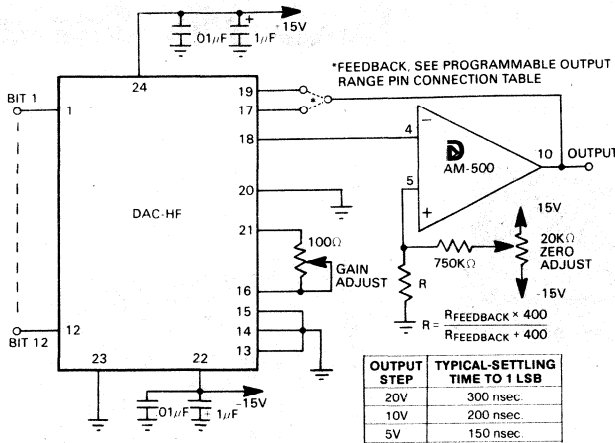 15V
.01μF
1μF
*FEEDBACK, SEE PROGRAMMABLE OUTPUT
RANGE PIN CONNECTION TABLE
24
19
BIT 1
1
17
*
18
4
−
D
AM-500
10
OUTPUT
5
+
20
DAC-HF
21
15V
100Ω
20KΩ
ZERO
ADJUST
750KΩ
GAIN
ADJUST
16
R
-15V
15
R = RFEEDBACK × 400
RFEEDBACK + 400
12
14
BIT 12
13
23
22
-15V
.01μF
+
1μF
OUTPUT STEP
TYPICAL-SETTLING TIME TO 1 LSB
20V
300 nsec.
10V
200 nsec.
5V
150 nsec.